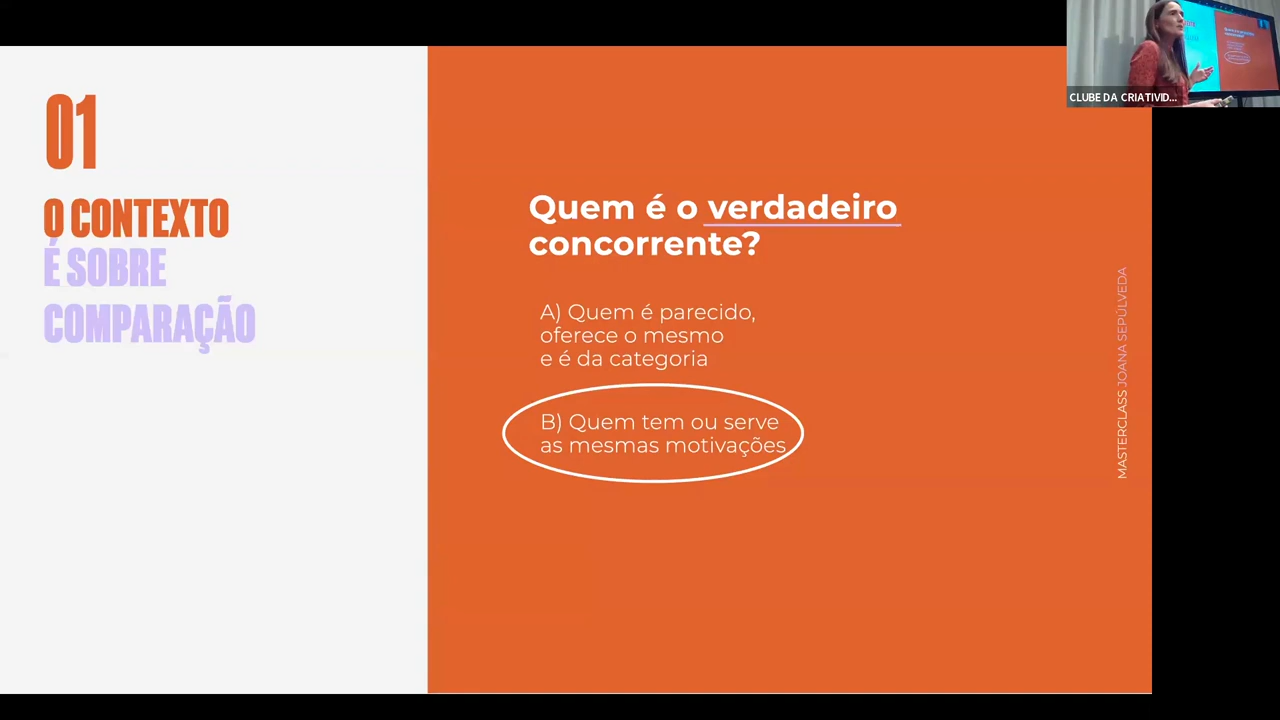 01
O CONTEXTO
É SOBRE
COMPARAÇÃO
Quem é o verdadeiro
concorrente?
A) Quem é parecido,
oferece o mesmo
e é da categoria
B) Quem tem ou serve
as mesmas motivações
MASTERCLASS JOANA SEPÚLVEDA
CLUBE DA CRIATIVID...